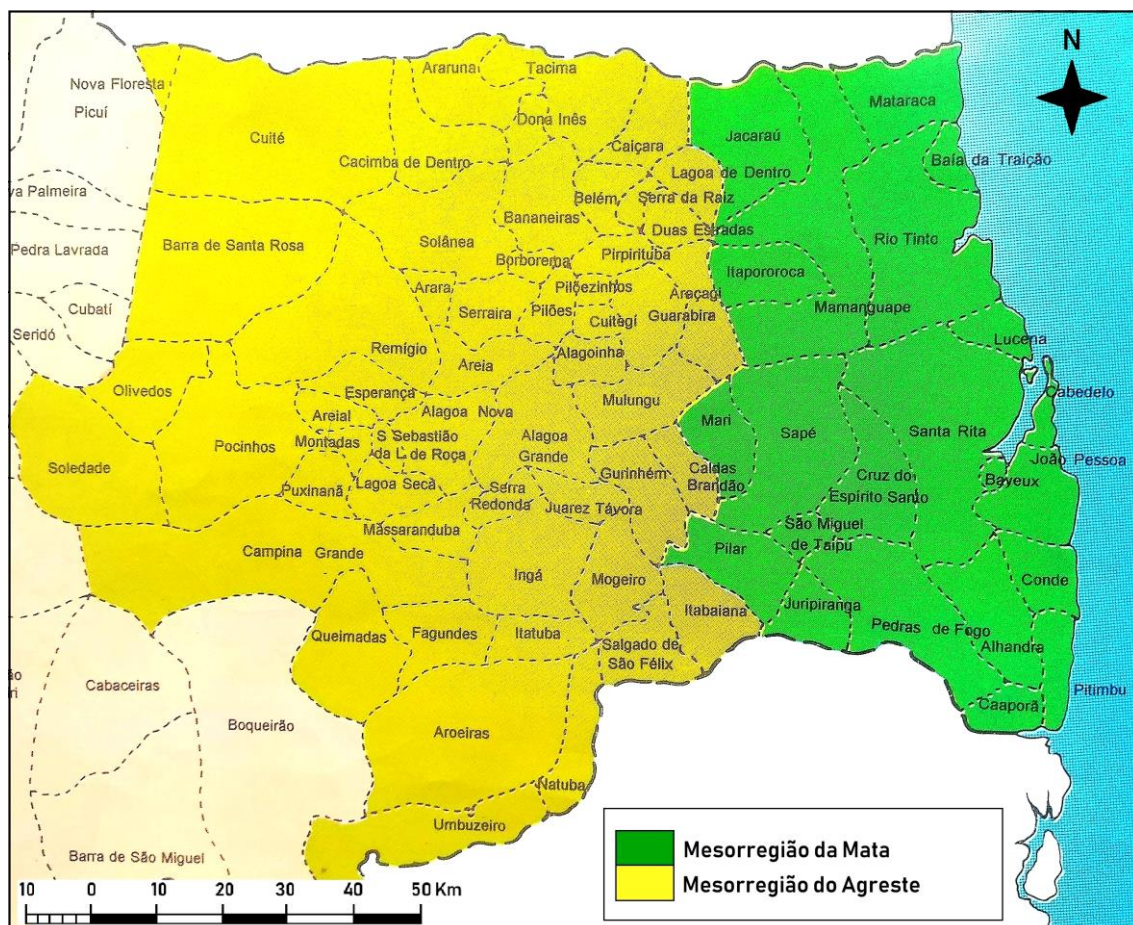 N
Nova Floresta
Picuí
Araruna
Tacima
Mataraca
Cuité
Dona Inês
Jacaraú
Caiçara
Cacimba de Dentro
Baía da Traição
Lagoa de Dentro
va Palmeira
Belém
Serra da Raiz
Bananeiras
Duas Estradas
Barra de Santa Rosa
Solânea
Rio Tinto
Pedra Lavrada
Borborema
Pirpirituba
Itapororoca
Arara
Pilõezinhos
Araçagi
Cubatí
Serraira
Pilões
Cuitegí
Guarabira
Mamanguape
Seridó
Remígio
Alagoinha
Lucena
Areia
Olivedos
Esperança
Cabedelo
Areial
Alagoa Nova
Mulungu
Mari
Sapé
Santa Rita
Pocinhos
Montadas
S Sebastião
da L de Roça
Alagoa
Grande
João Pessoa
Soledade
Gurinhém
Caldas
Brandão
Cruz do
Espírito Santo
Bayeux
Puxinanã
Lagoa Seca
Serra
Redonda
Juarez Távora
Massaranduba
São Miguel
de Taipu
Campina Grande
Pilar
Ingá
Mogeiro
Conde
Itabaiana
Juripiranga
Pedras de Fogo
Queimadas
Fagundes
Itatuba
Salgado de
São Félix
Alhandra
ão
ri
Cabaceiras
Pitimbu
Caaporã
Boqueirão
Aroeiras
Natuba
Umbuzeiro
Barra de São Miguel
Mesorregião da Mata
Mesorregião do Agreste
10 0 10 20 30 40 50 Km